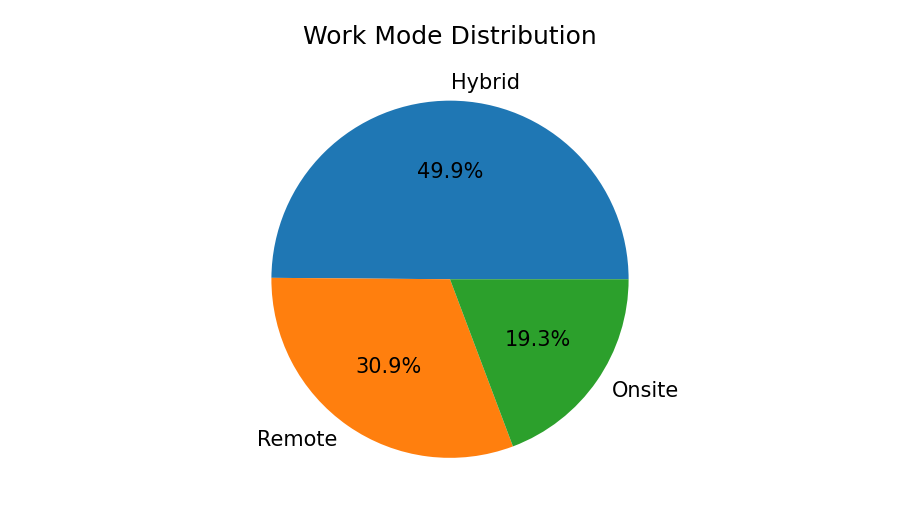 Work Mode Distribution
Hybrid
49.9%
30.9%
19.3%
Remote
Onsite